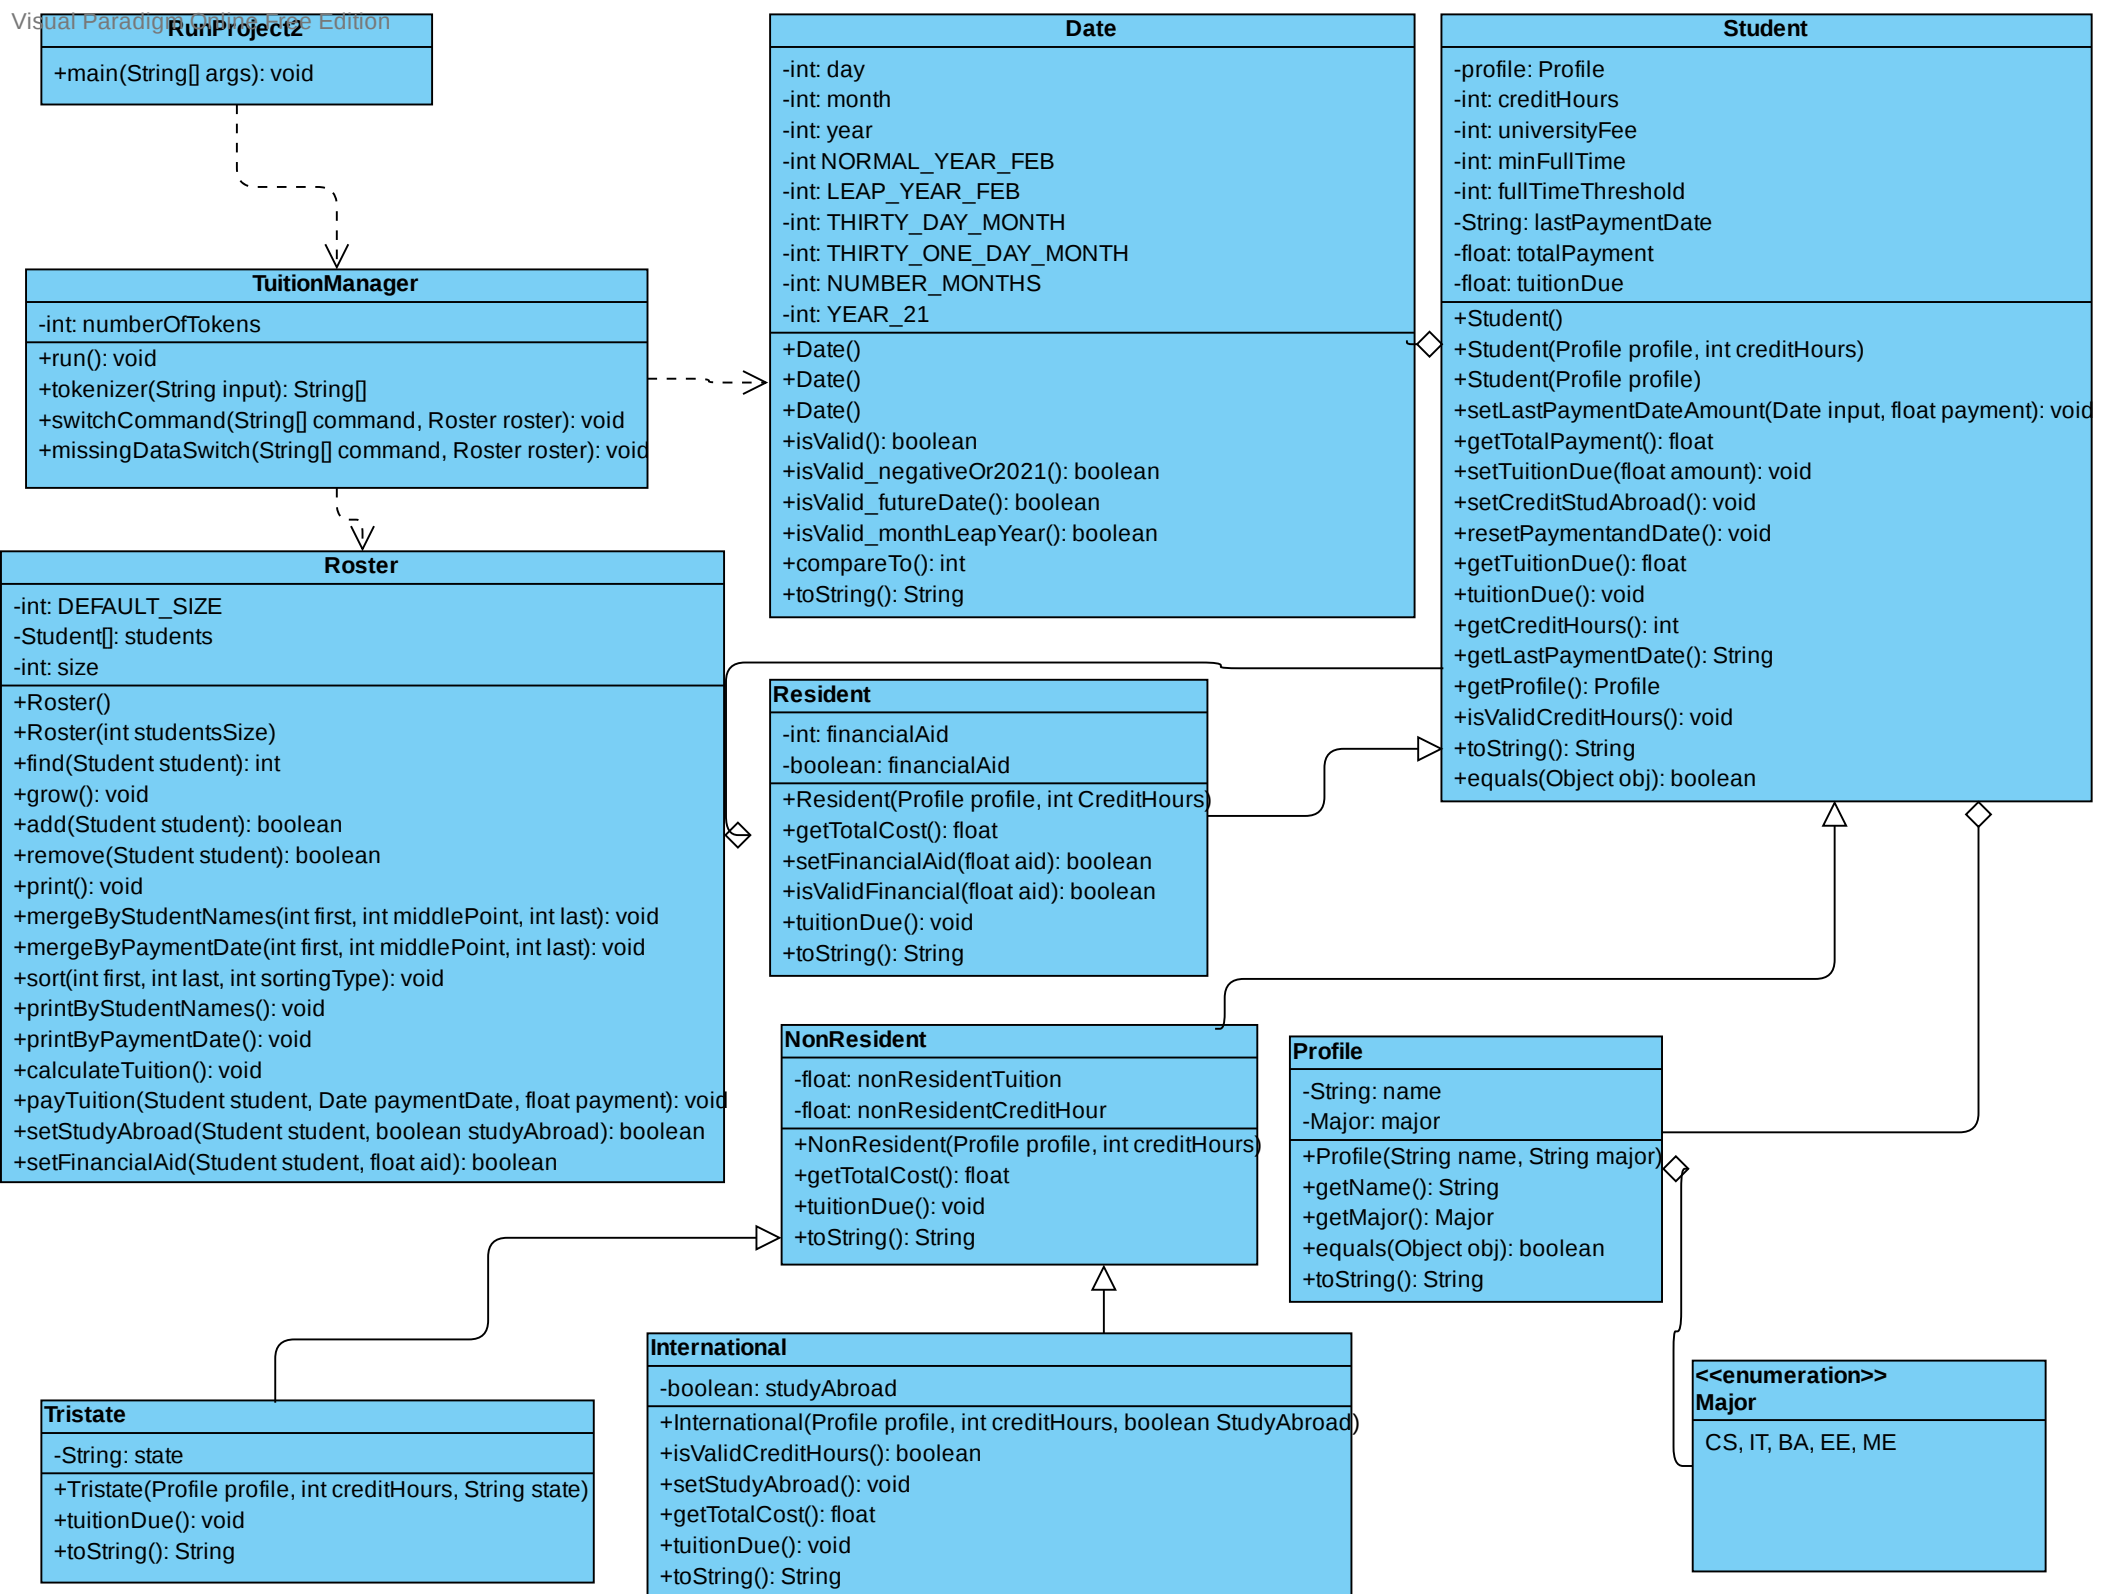 Visual Paradigm Online Free Edition
RunProject2
+main(String[] args): void
TuitionManager
-int: numberOfTokens
+run(): void
+tokenizer(String input): String[]
+switchCommand(String[] command, Roster roster): void
+missingDataSwitch(String[] command, Roster roster): void
Roster
-int: DEFAULT_SIZE
-Student[]: students
-int: size
+Roster()
+Roster(int studentsSize)
+find(Student student): int
+grow(): void
+add(Student student): boolean
+remove(Student student): boolean
+print(): void
+mergeByStudentNames(int first, int middlePoint, int last): void
+mergeByPaymentDate(int first, int middlePoint, int last): void
+sort(int first, int last, int sortingType): void
+printByStudentNames(): void
+printByPaymentDate(): void
+calculateTuition(): void
+payTuition(Student student, Date paymentDate, float payment): void
+setStudyAbroad(Student student, boolean studyAbroad): boolean
+setFinancialAid(Student student, float aid): boolean
Date
-int: day
-int: month
-int: year
-int NORMAL_YEAR_FEB
-int: LEAP_YEAR_FEB
-int: THIRTY_DAY_MONTH
-int: THIRTY_ONE_DAY_MONTH
-int: NUMBER_MONTHS
-int: YEAR_21
+Date()
+Date()
+Date()
+isValid(): boolean
+isValid_negativeOr2021(): boolean
+isValid_futureDate(): boolean
+isValid_monthLeapYear(): boolean
+compareTo(): int
+toString(): String
Student
-profile: Profile
-int: creditHours
-int: universityFee
-int: minFullTime
-int: fullTimeThreshold
-String: lastPaymentDate
-float: totalPayment
-float: tuitionDue
+Student()
+Student(Profile profile, int creditHours)
+Student(Profile profile)
+setLastPaymentDateAmount(Date input, float payment): void
+getTotalPayment(): float
+setTuitionDue(float amount): void
+setCreditStudAbroad(): void
+resetPaymentandDate(): void
+getTuitionDue(): float
+tuitionDue(): void
+getCreditHours(): int
+getLastPaymentDate(): String
+getProfile(): Profile
+isValidCreditHours(): void
+toString(): String
+equals(Object obj): boolean
Resident
-int: financialAid
-boolean: financialAid
+Resident(Profile profile, int CreditHours)
+getTotalCost(): float
+setFinancialAid(float aid): boolean
+isValidFinancial(float aid): boolean
+tuitionDue(): void
+toString(): String
NonResident
-float: nonResidentTuition
-float: nonResidentCreditHour
+NonResident(Profile profile, int creditHours)
+getTotalCost(): float
+tuitionDue(): void
+toString(): String
Profile
-String: name
-Major: major
+Profile(String name, String major)
+getName(): String
+getMajor(): Major
+equals(Object obj): boolean
+toString(): String
Tristate
-String: state
+Tristate(Profile profile, int creditHours, String state)
+tuitionDue(): void
+toString(): String
International
-boolean: studyAbroad
+International(Profile profile, int creditHours, boolean StudyAbroad)
+isValidCreditHours(): boolean
+setStudyAbroad(): void
+getTotalCost(): float
+tuitionDue(): void
+toString(): String
<<enumeration>>
Major
CS, IT, BA, EE, ME